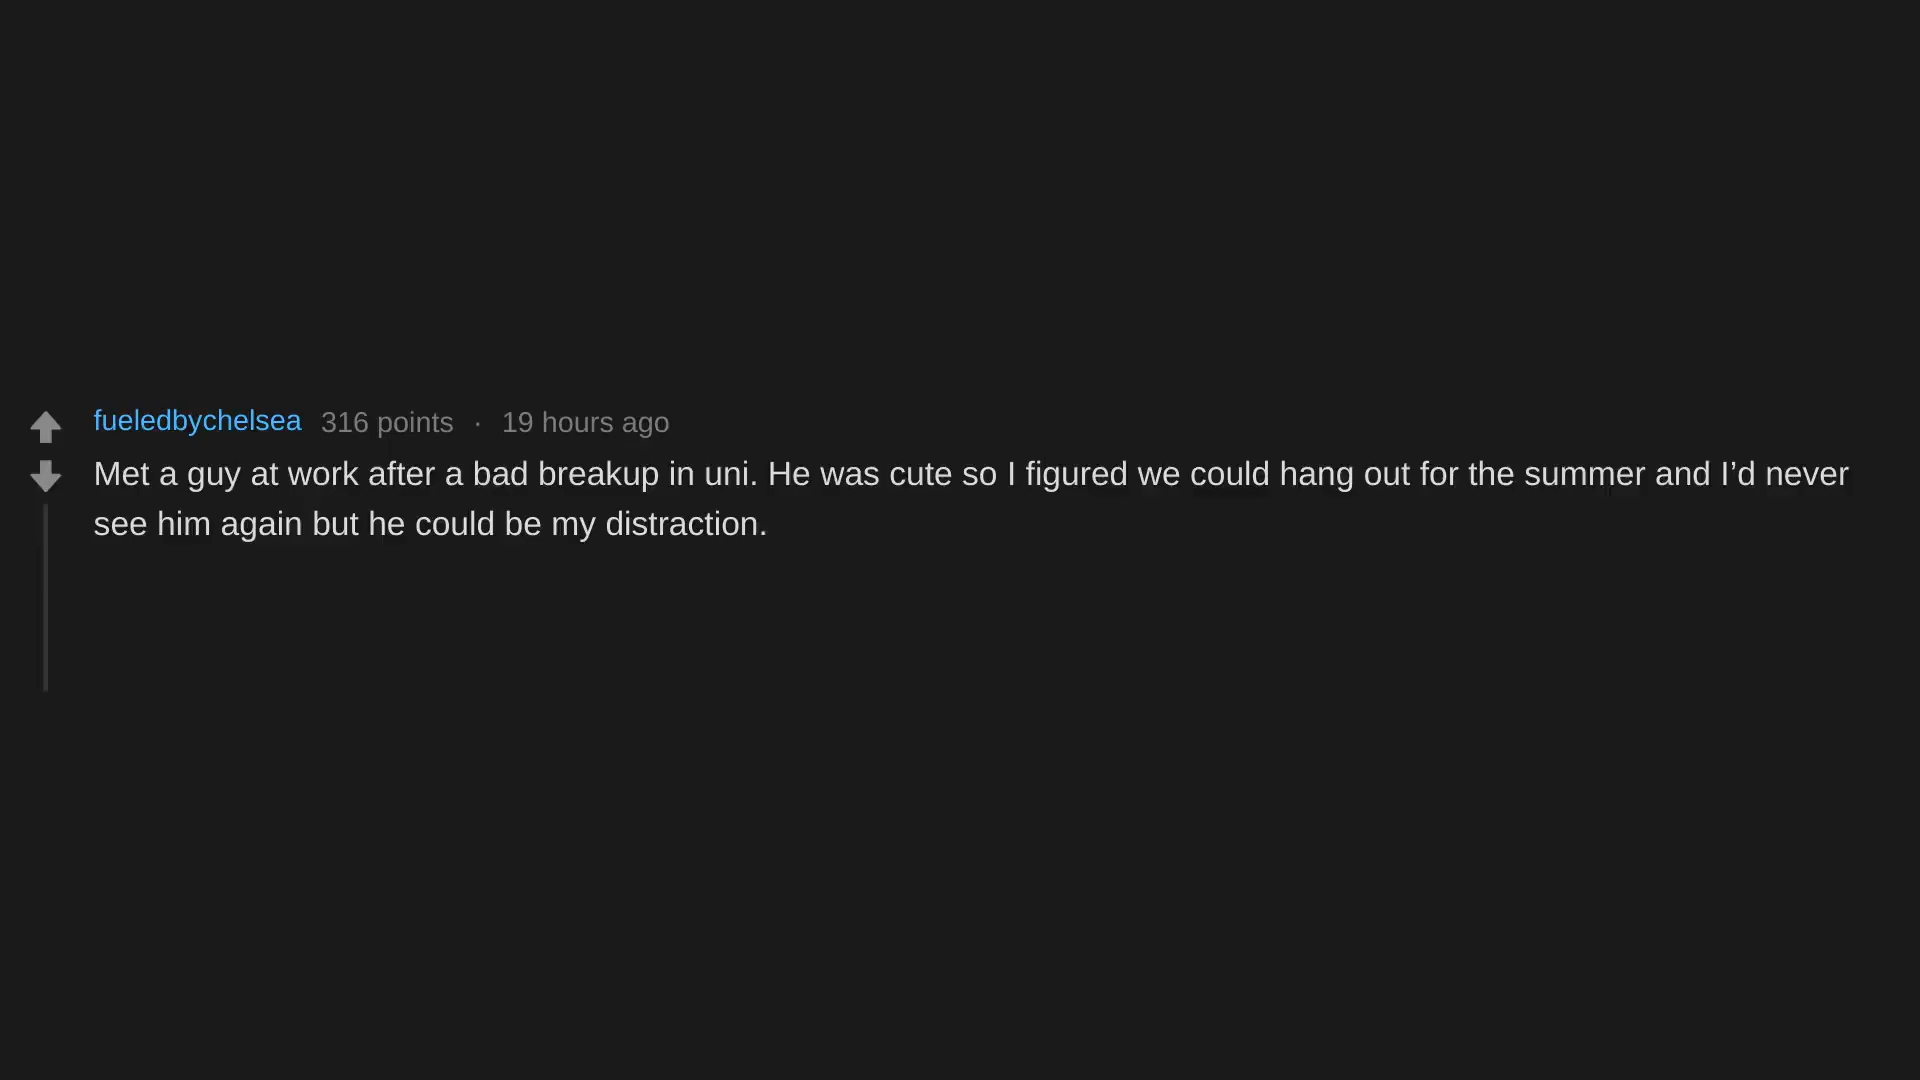 fueledbychelsea 316 points · 19 hours ago
Met a guy at work after a bad breakup in uni. He was cute so I figured we could hang out for the summer and I’d never
see him again but he could be my distraction.